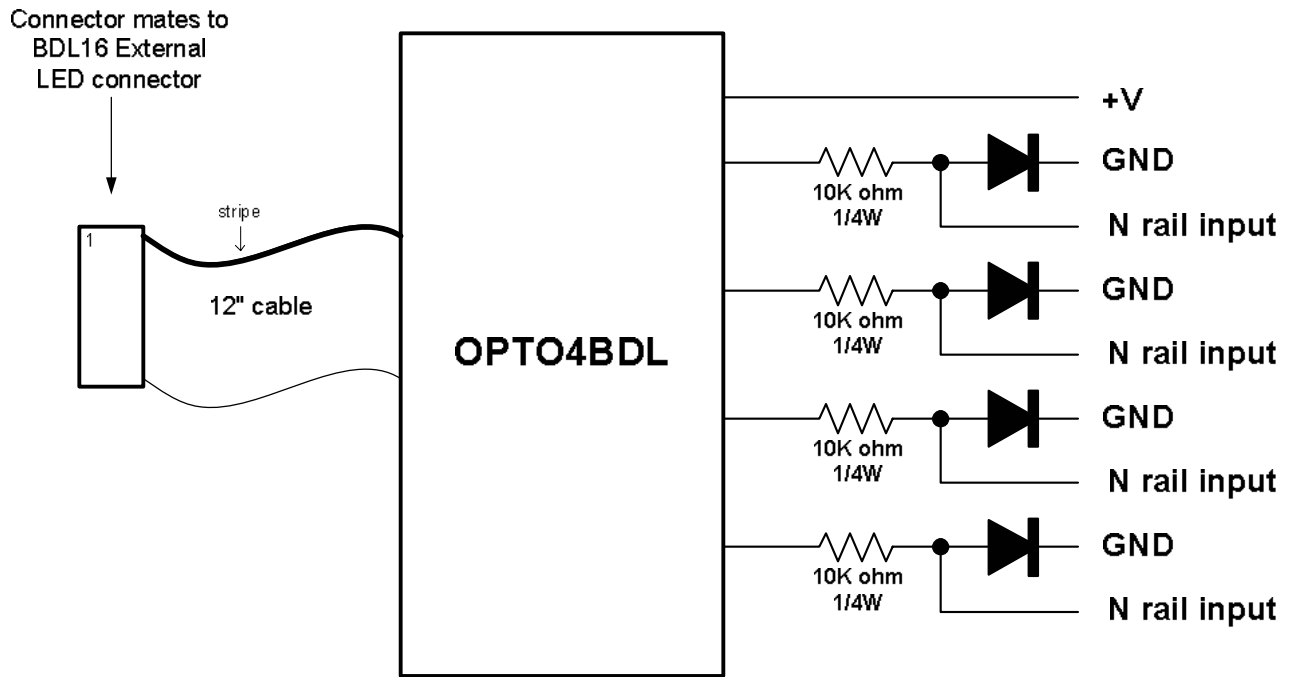 Connector mates to
BDL16 External
LED connector
1
stripe
12" cable
OPTO4BDL
+V
10K ohm
1/4W
GND
N rail input
10K ohm
1/4W
GND
N rail input
10K ohm
1/4W
GND
N rail input
10K ohm
1/4W
GND
N rail input